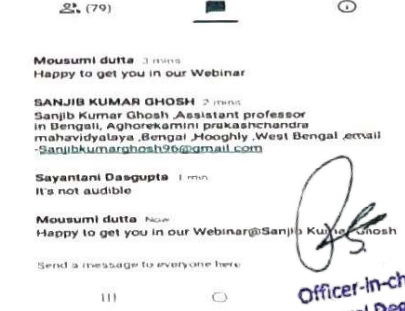 (79)
Mousumi dutta 3 mins
Happy to get you in our Webinar
SANJIB KUMAR GHOSH 2 mins
Sanjib Kumar Ghosh ,Assistant professor
in Bengali, Aghorekamini prakashchandra
mahavidyalaya ,Bengai ,Hooghly ,West Bengal ,email
-Sanjibkumarghosh96@gmail.com
Sayantani Dasgupta 1 min
It's not audible
Mousumi dutta Now
Happy to get you in our Webinar@Sanjib Kumar Ghosh
Send a message to everyone here
Officer-in-ch